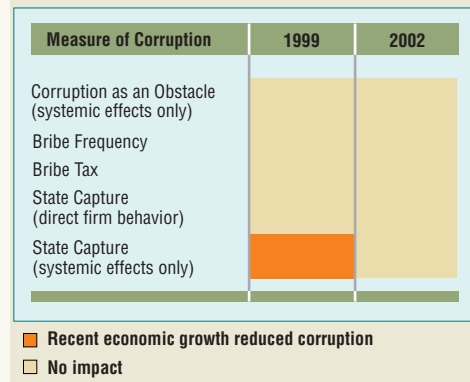 Measure of Corruption 1999 2002
Corruption as an Obstacle
(systemic effects only)
Bribe Frequency
Bribe Tax
State Capture
(direct firm behavior)
State Capture
(systemic effects only)
Recent economic growth reduced corruption
No impact